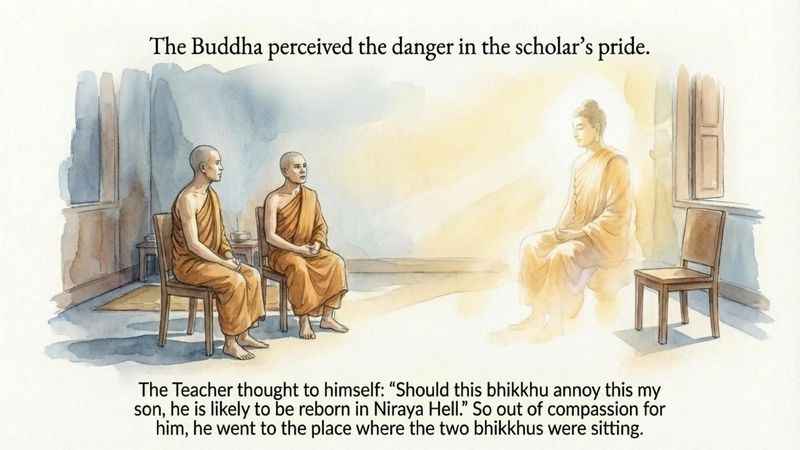 The Buddha perceived the danger in the scholar’s pride.
The Teacher thought to himself: “Should this bhikkhu annoy this my
son, he is likely to be reborn in Niraya Hell.” So out of compassion for
him, he went to the place where the two bhikkhus were sitting.